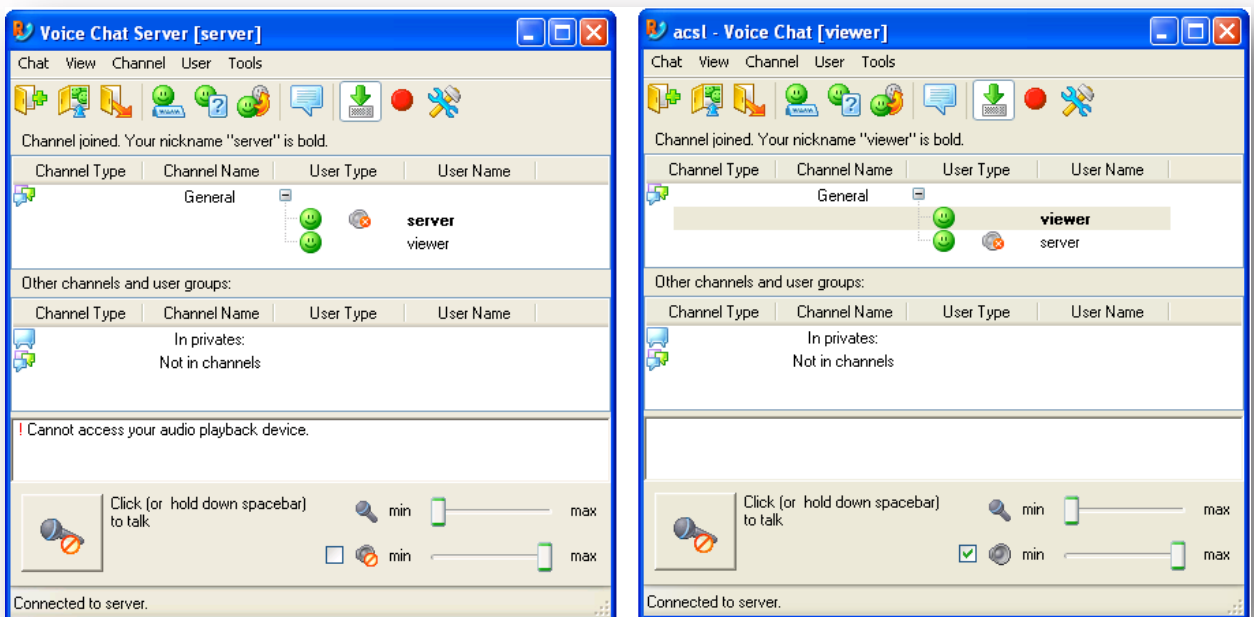 Voice Chat Server [server]
Chat View Channel User Tools
www ?
Channel joined. Your nickname "server" is bold.
Channel Type Channel Name User Type User Name
General
server
viewer
Other channels and user groups:
Channel Type Channel Name User Type User Name
In privates:
Not in channels
! Cannot access your audio playback device.
Click (or hold down spacebar)
to talk
min max
min max
Connected to server.
acsl - Voice Chat [viewer]
Chat View Channel User Tools
www ?
Channel joined. Your nickname "viewer" is bold.
Channel Type Channel Name User Type User Name
General
viewer
server
Other channels and user groups:
Channel Type Channel Name User Type User Name
In privates:
Not in channels
Click (or hold down spacebar)
to talk
min max
min max
Connected to server.